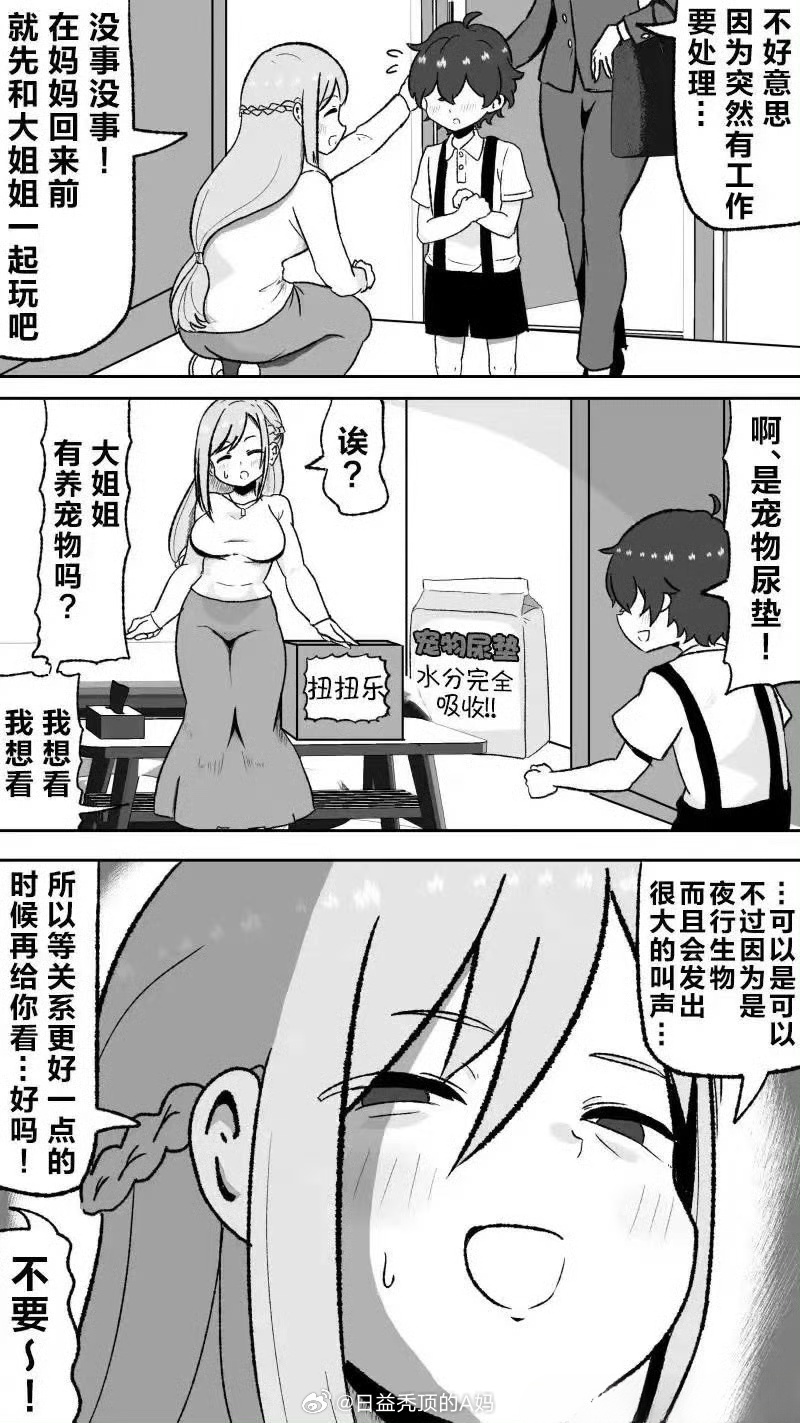 不好意思
因为突然有工作
要处理…
没事没事！
在妈妈回来前
就先和大姐姐一起玩吧
啊、是宠物尿垫！
诶？
大姐姐
有养宠物吗？
我想看
我想看
扭扭乐
宠物尿垫
水分完全
吸收!!
…可以是可以
不过因为是
夜行生物
而且会发出
很大的叫声…
所以等关系更好一点的
时候再给你看…好吗！
不要～！
@日益秃顶的A妈